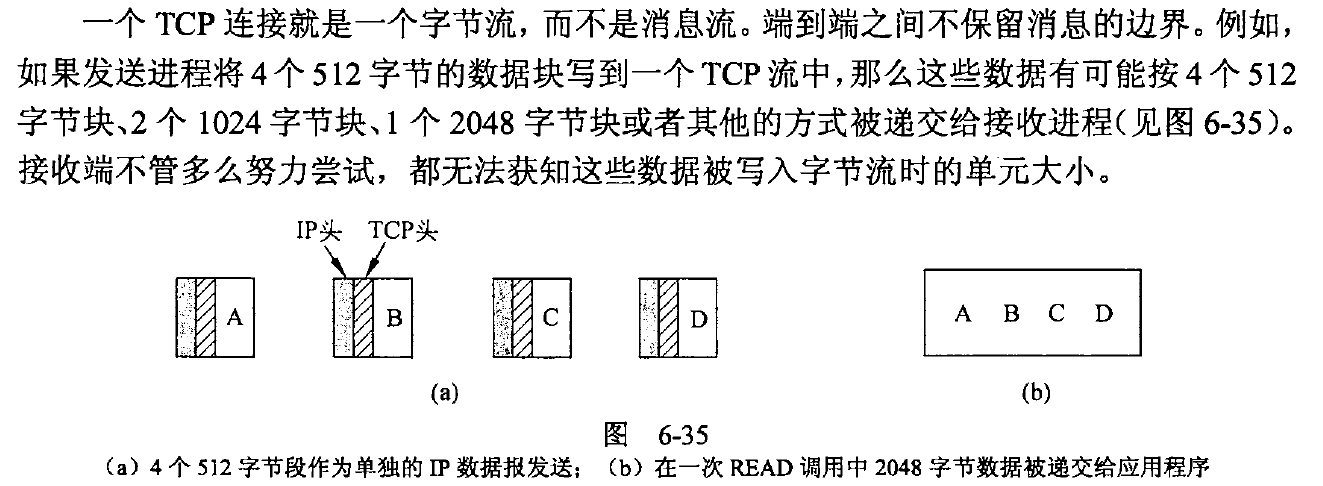 一个 TCP 连接就是一个字节流，而不是消息流。端到端之间不保留消息的边界。例如，
如果发送进程将 4 个 512 字节的数据块写到一个 TCP 流中，那么这些数据有可能按 4 个 512
字节块、2 个 1024 字节块、1 个 2048 字节块或者其他的方式被递交给接收进程(见图 6-35)。
接收端不管多么努力尝试，都无法获知这些数据被写入字节流时的单元大小。
IP头 TCP头
A B C D A B C D
(a) (b)
图 6-35
（a）4 个 512 字节段作为单独的 IP 数据报发送；（b）在一次 READ 调用中 2048 字节数据被递交给应用程序